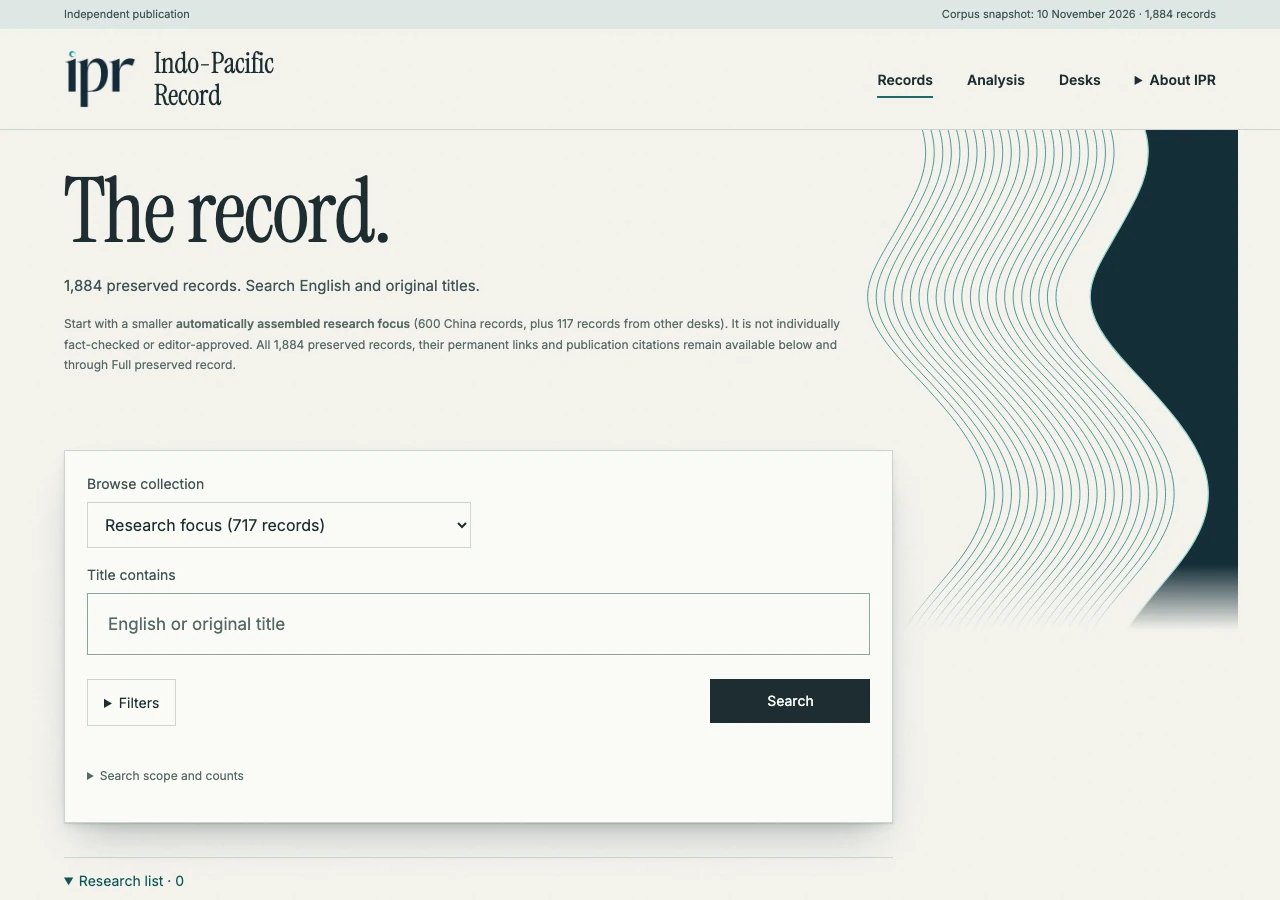 Independent publication
Corpus snapshot: 10 November 2026 · 1,884 records
ipr
Indo-Pacific
Record
Records
Analysis
Desks
▶ About IPR
The record.
1,884 preserved records. Search English and original titles.
Start with a smaller automatically assembled research focus (600 China records, plus 117 records from other desks). It is not individually
fact-checked or editor-approved. All 1,884 preserved records, their permanent links and publication citations remain available below and
through Full preserved record.
Browse collection
Research focus (717 records)
Title contains
English or original title
▶ Filters
Search
▶ Search scope and counts
▼ Research list · 0